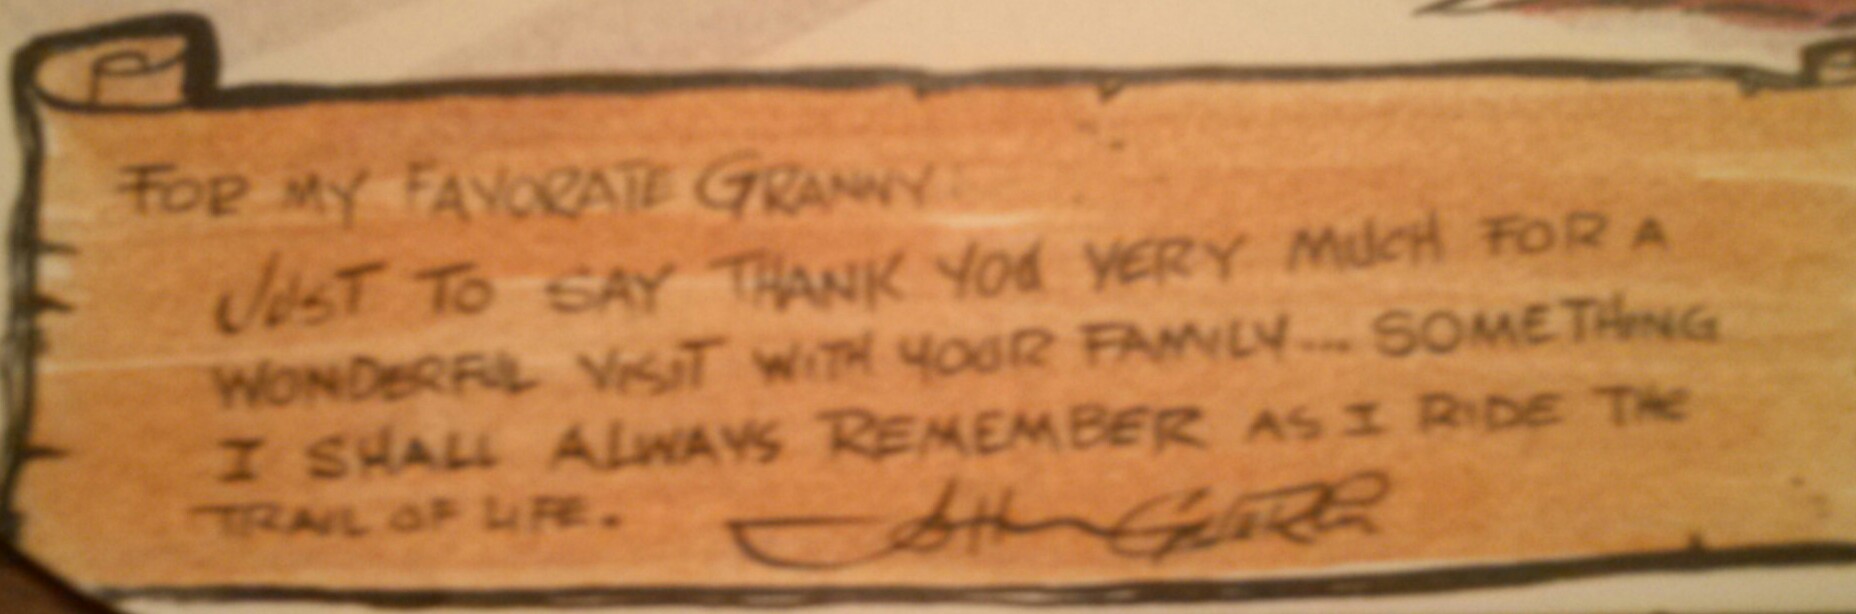 FOR MY FAVORATE GRANNY:
JUST TO SAY THANK YOU VERY MUCH FOR A
WONDERFUL VISIT WITH YOUR FAMILY... SOMETHING
I SHALL ALWAYS REMEMBER AS I RIDE THE
TRAIL OF LIFE. JOHN